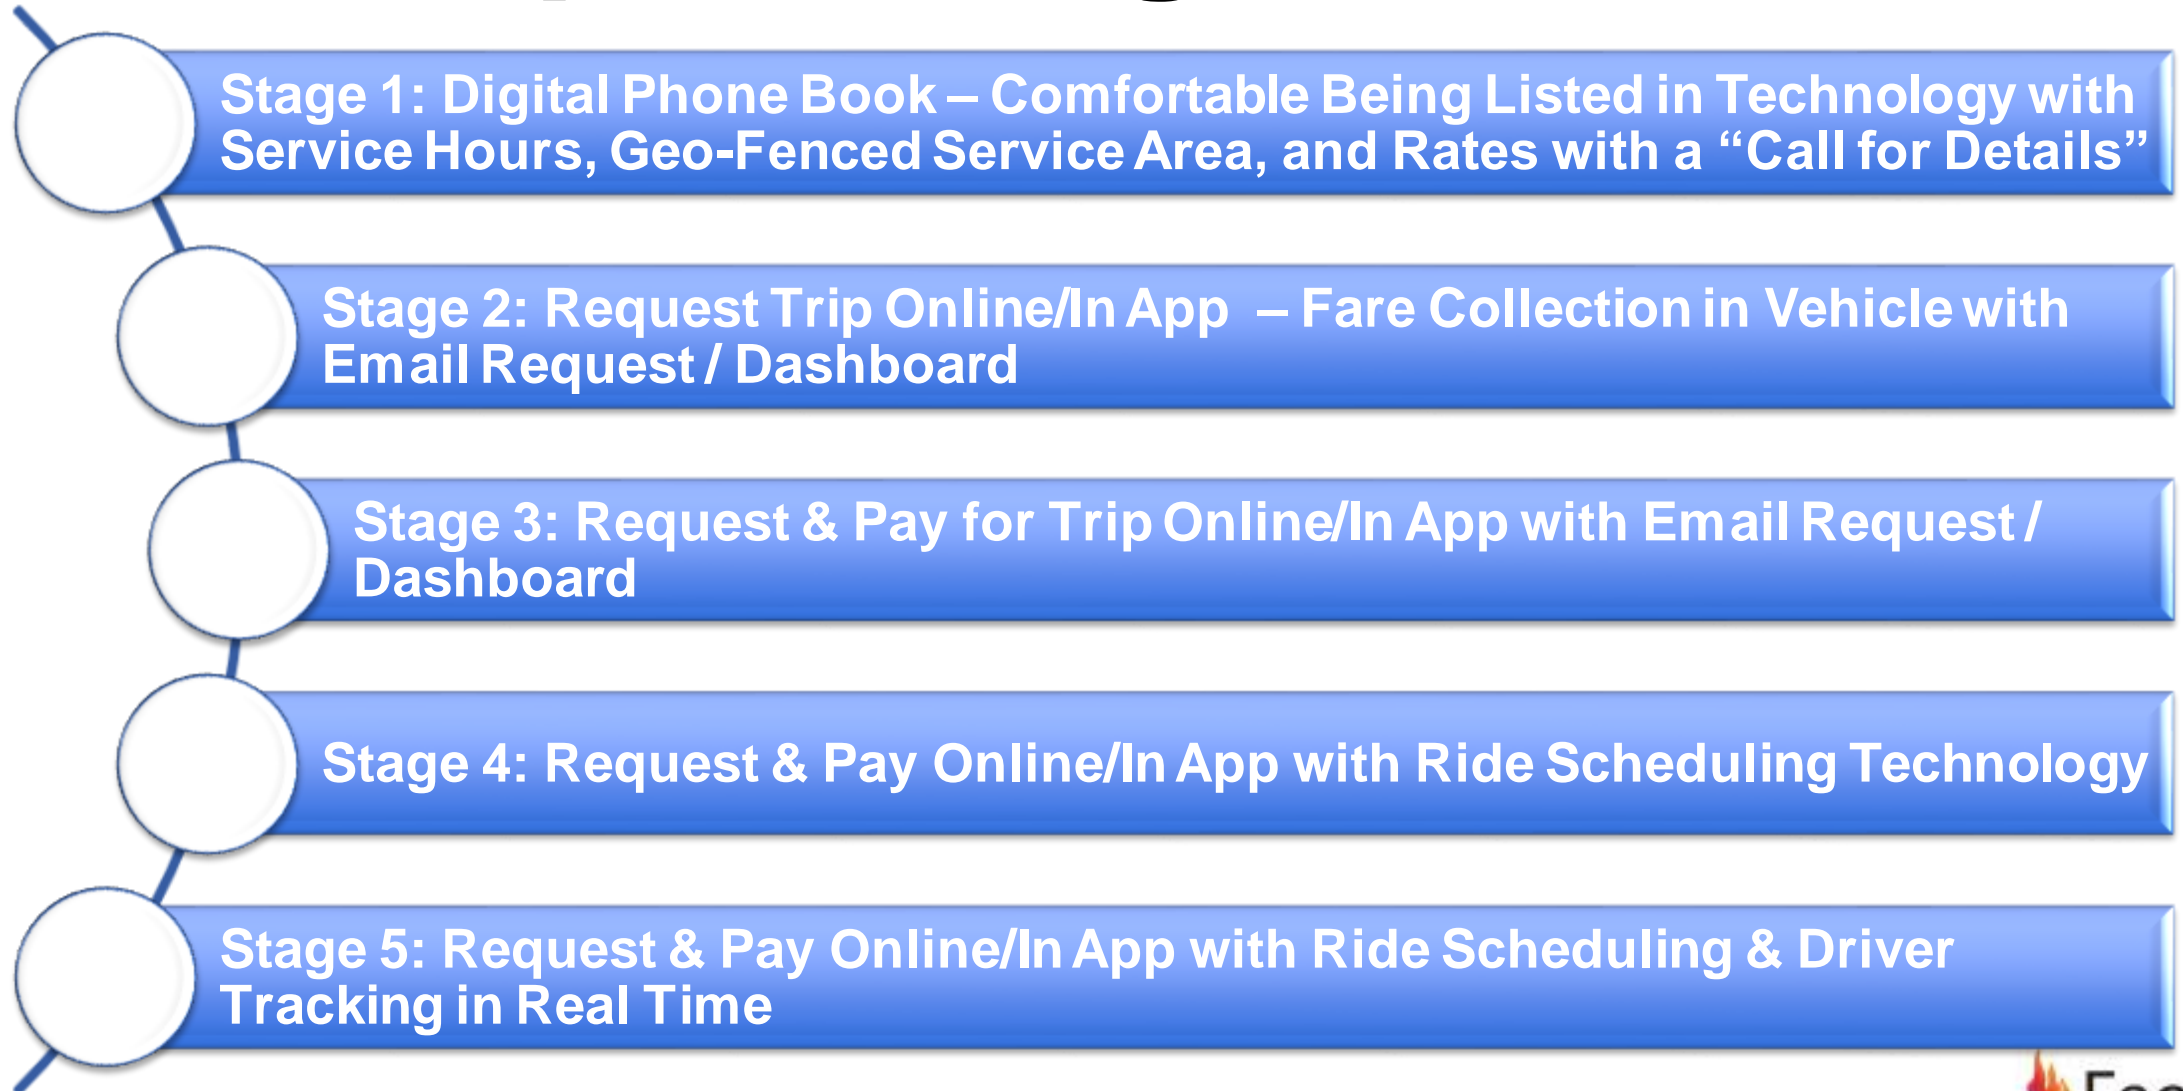 Stage 1: Digital Phone Book – Comfortable Being Listed in Technology with
Service Hours, Geo-Fenced Service Area, and Rates with a “Call for Details”
Stage 2: Request Trip Online/In App – Fare Collection in Vehicle with
Email Request / Dashboard
Stage 3: Request & Pay for Trip Online/In App with Email Request /
Dashboard
Stage 4: Request & Pay Online/In App with Ride Scheduling Technology
Stage 5: Request & Pay Online/In App with Ride Scheduling & Driver
Tracking in Real Time